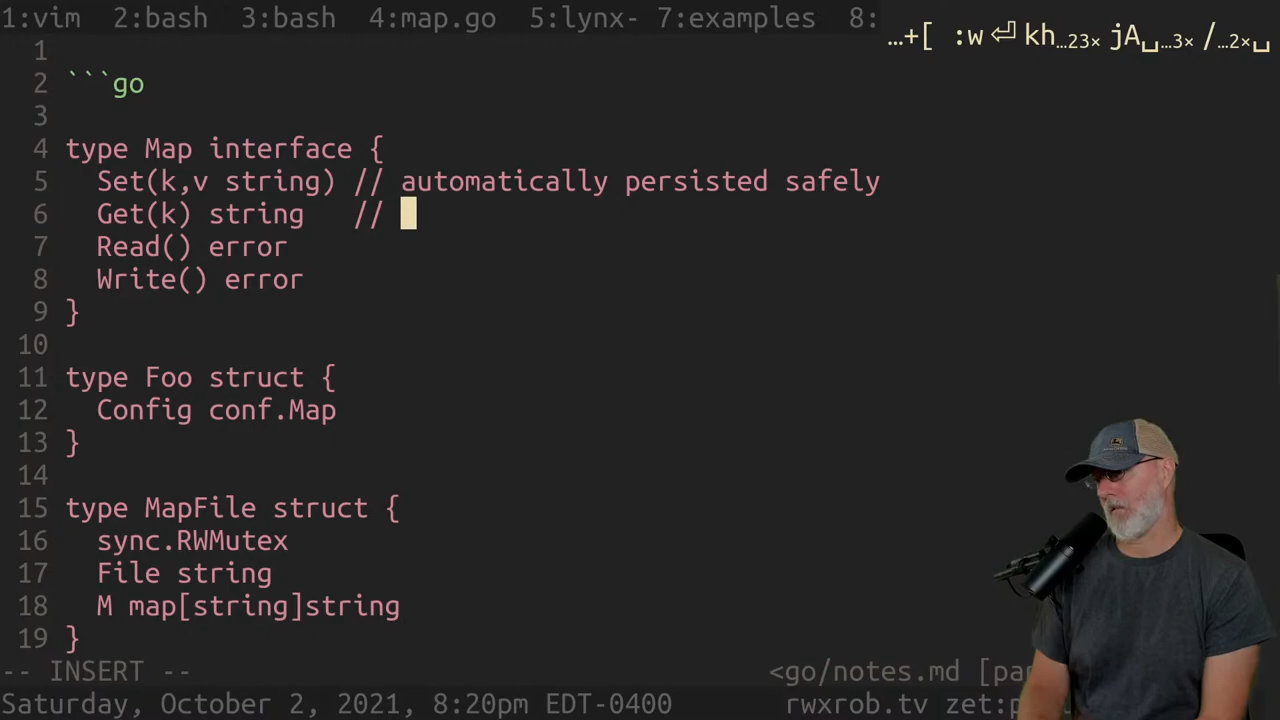 1:vim 2:bash 3:bash 4:map.go 5:lynx- 7:examples 8:
…+[ :w⏎ kh…23× jA␣…3× /…2×␣
1
2 ```go
3
4 type Map interface {
5 Set(k,v string) // automatically persisted safely
6 Get(k) string //
7 Read() error
8 Write() error
9 }
10
11 type Foo struct {
12 Config conf.Map
13 }
14
15 type MapFile struct {
16 sync.RWMutex
17 File string
18 M map[string]string
19 }
-- INSERT -- <go/notes.md
Saturday, October 2, 2021, 8:20pm EDT-0400 rwxrob.tv